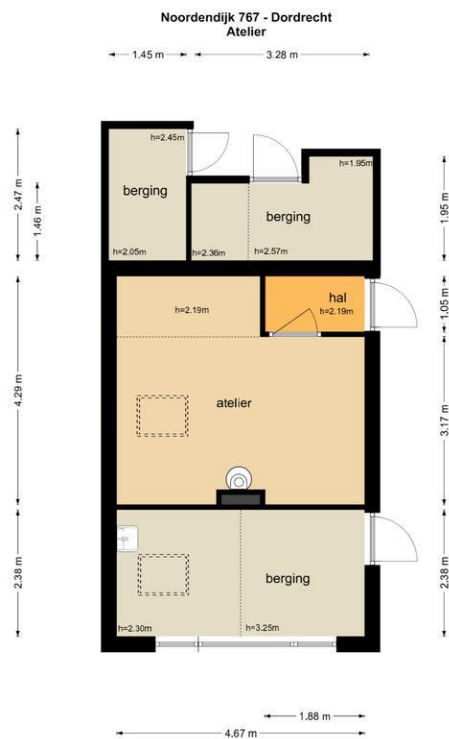 Noordendijk 767 - Dordrecht
Atelier
1.45 m
3.28 m
h=2.45m
h=1.95m
2.47 m
1.46 m
berging
berging
1.95 m
h=2.05m
h=2.36m
h=2.57m
hal
h=2.19m
h=2.19m
1.05 m
4.29 m
atelier
3.17 m
2.38 m
berging
2.38 m
h=2.30m
h=3.25m
1.88 m
4.67 m